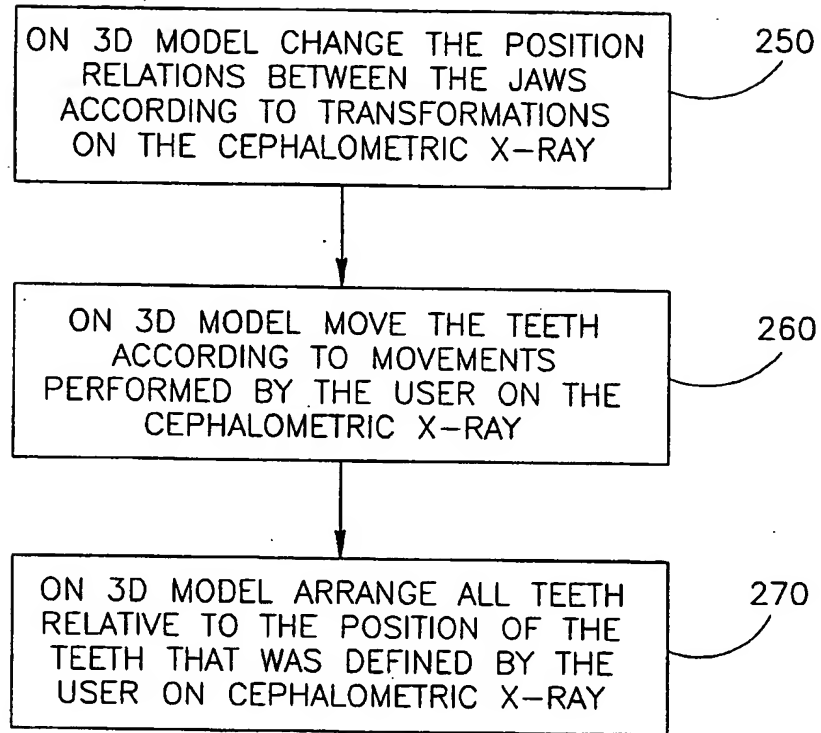 ON 3D MODEL CHANGE THE POSITION
RELATIONS BETWEEN THE JAWS
ACCORDING TO TRANSFORMATIONS
ON THE CEPHALOMETRIC X-RAY
250
ON 3D MODEL MOVE THE TEETH
ACCORDING TO MOVEMENTS
PERFORMED BY THE USER ON THE
CEPHALOMETRIC X-RAY
260
ON 3D MODEL ARRANGE ALL TEETH
RELATIVE TO THE POSITION OF THE
TEETH THAT WAS DEFINED BY THE
USER ON CEPHALOMETRIC X-RAY
270